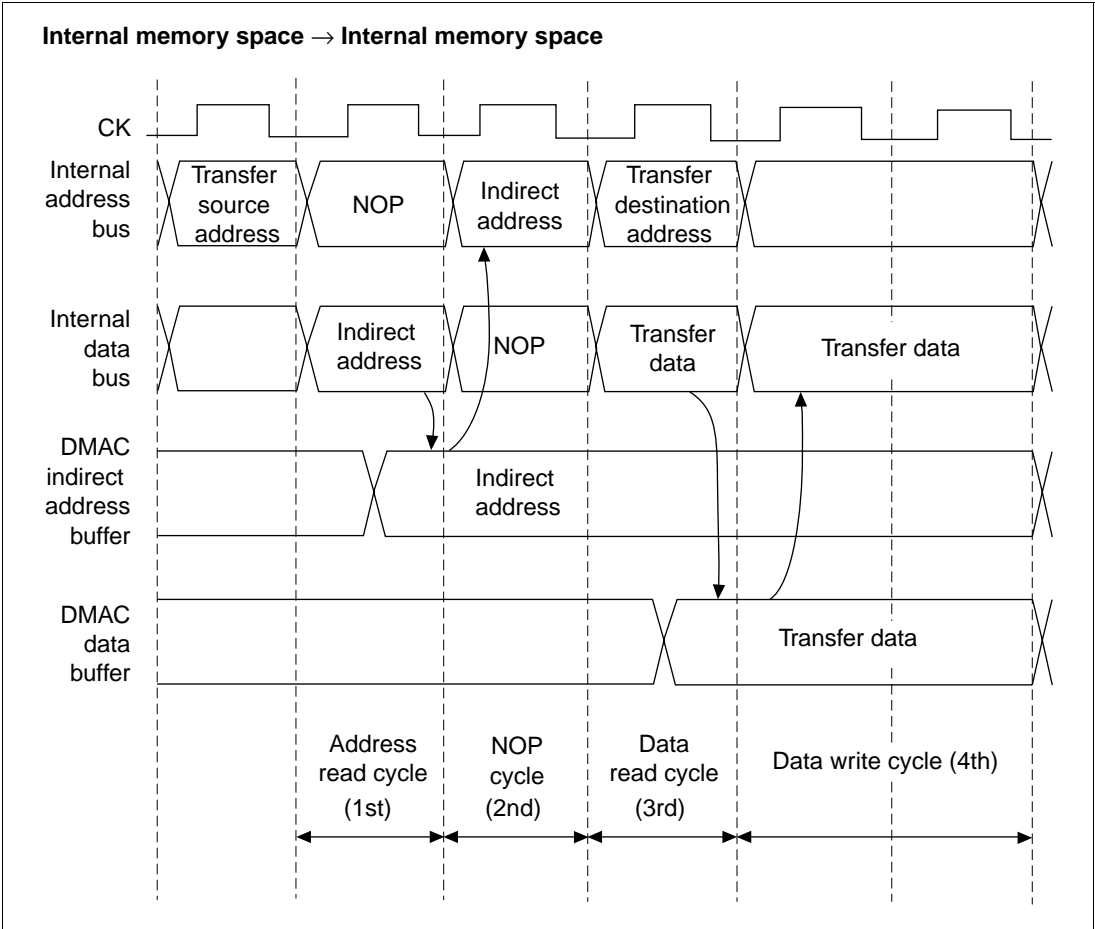 Internal memory space → Internal memory space
CK
Internal
address
bus
Transfer
source
address
NOP
Indirect
address
Transfer
destination
address
Internal
data
bus
Indirect
address
NOP
Transfer
data
Transfer data
DMAC
indirect
address
buffer
Indirect
address
DMAC
data
buffer
Transfer data
Address
read cycle
(1st)
NOP
cycle
(2nd)
Data
read cycle
(3rd)
Data write cycle (4th)